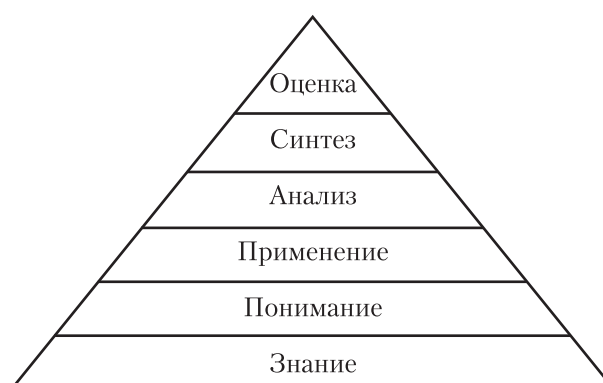 Оценка
Синтез
Анализ
Применение
Понимание
Знание